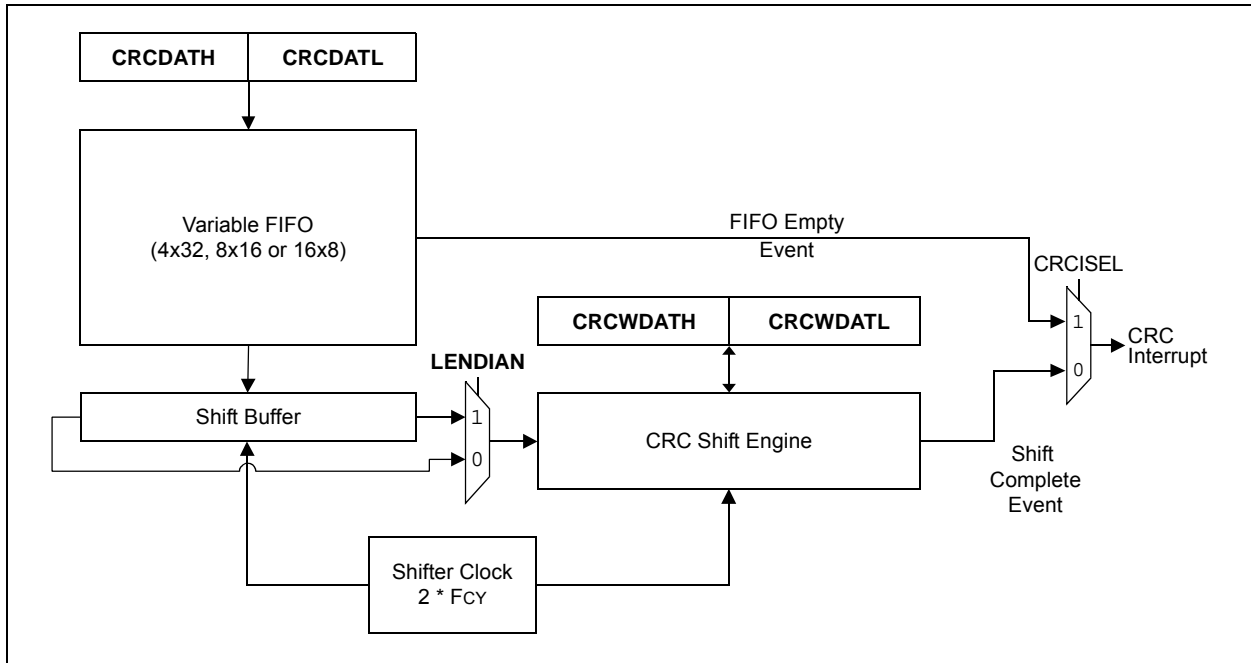 CRCDATH CRCDATL
Variable FIFO
(4x32, 8x16 or 16x8)
FIFO Empty
Event
CRCISEL
1
0
CRC
Interrupt
CRCWDATH CRCWDATL
LENDIAN
1
0
Shift Buffer
CRC Shift Engine
Shift
Complete
Event
Shifter Clock
2 * FCY